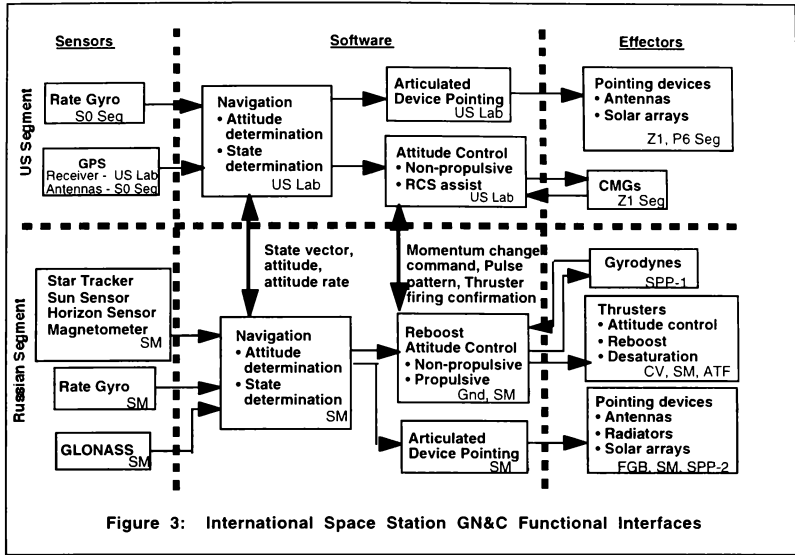 Sensors
Software
Effectors
US Segment
Rate Gyro
S0 Seg
GPS
Receiver - US Lab
Antennas - S0 Seg
Navigation
• Attitude
determination
• State
determination
US Lab
Articulated
Device Pointing
US Lab
Attitude Control
• Non-propulsive
• RCS assist
US Lab
Pointing devices
• Antennas
• Solar arrays
Z1, P6 Seg
CMGs
Z1 Seg
State vector,
attitude,
attitude rate
Momentum change
command, Pulse
pattern, Thruster
firing confirmation
Russian Segment
Star Tracker
Sun Sensor
Horizon Sensor
Magnetometer
SM
Rate Gyro
SM
GLONASS
SM
Navigation
• Attitude
determination
• State
determination
SM
Reboost
Attitude Control
• Non-propulsive
• Propulsive
Gnd, SM
Articulated
Device Pointing
SM
Gyrodynes
SPP-1
Thrusters
• Attitude control
• Reboost
• Desaturation
CV, SM, ATF
Pointing devices
• Antennas
• Radiators
• Solar arrays
FGB, SM, SPP-2
Figure 3: International Space Station GN&C Functional Interfaces